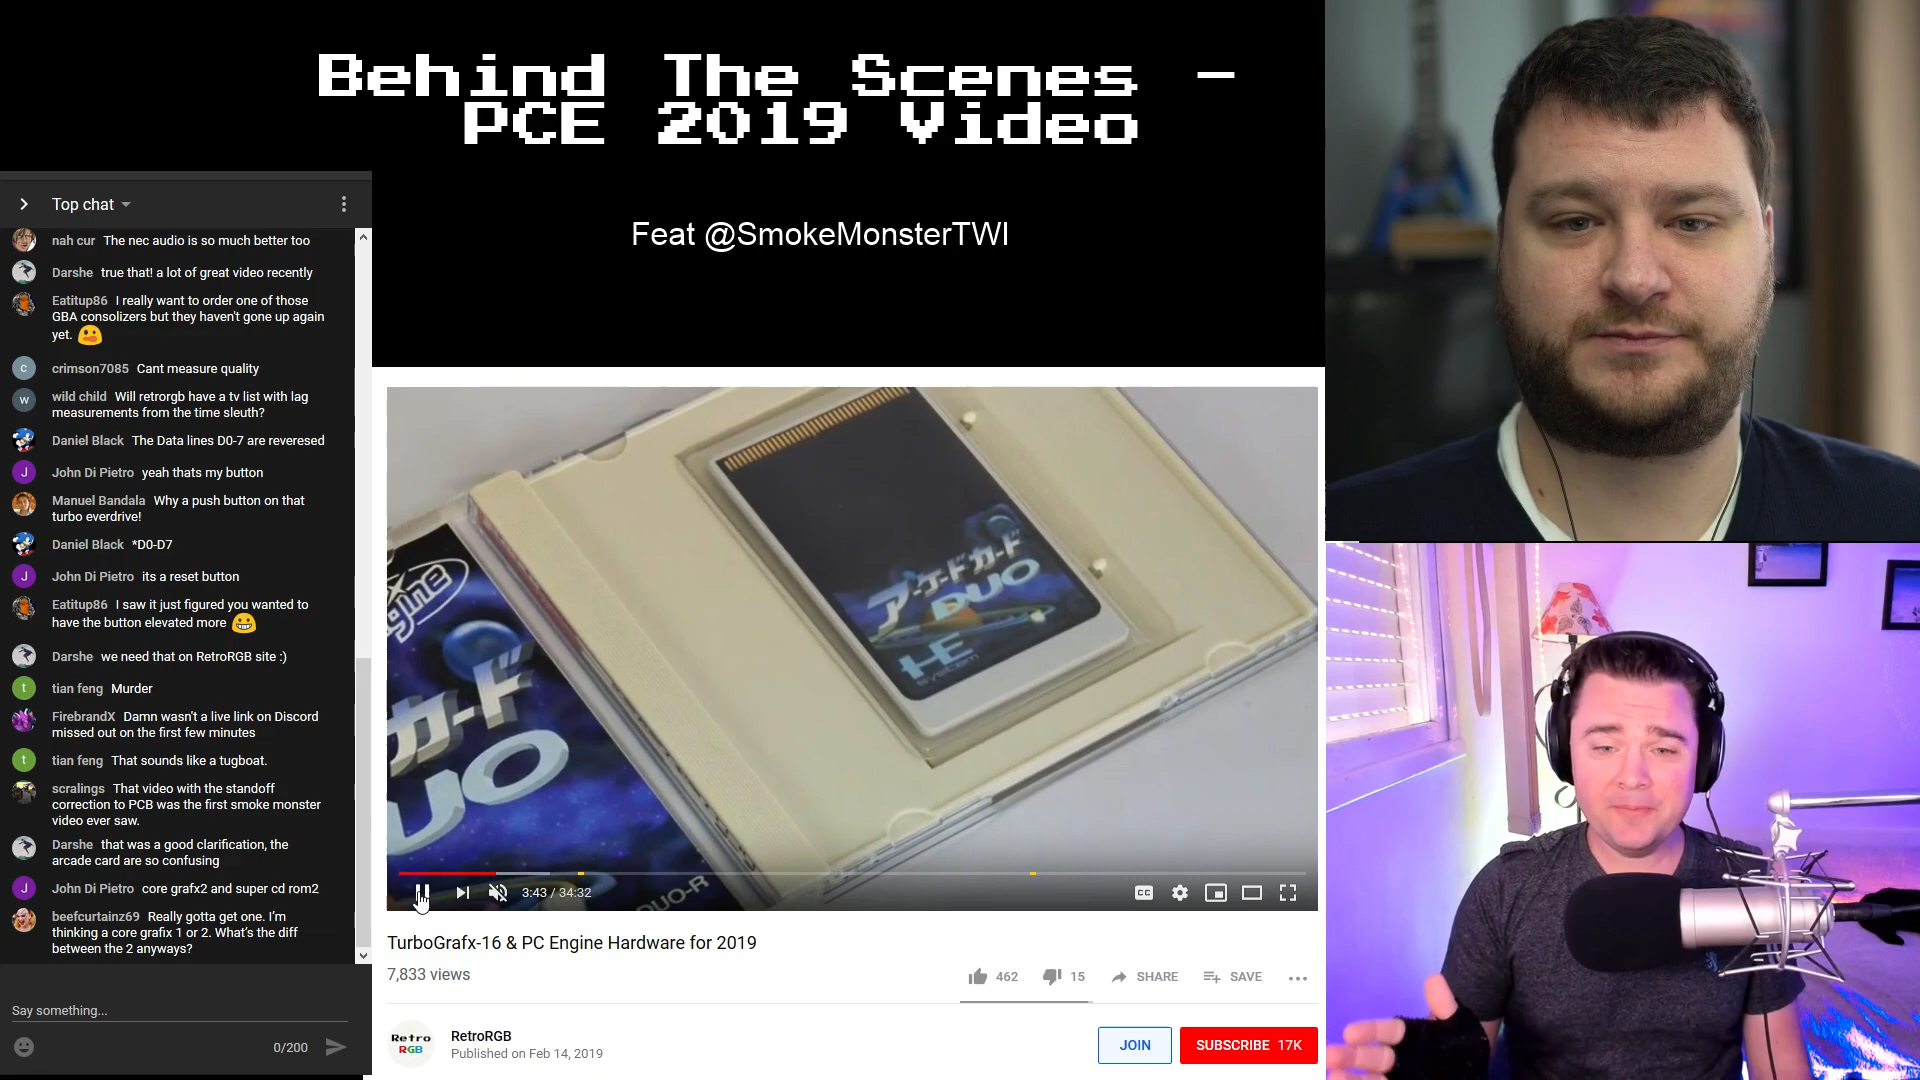 Behind The Scenes –
PCE 2019 Video
Feat @SmokeMonsterTWI
Top chat
nah cur The nec audio is so much better too
Darshe true that! a lot of great video recently
Eatitup86 I really want to order one of those
GBA consolizers but they haven't gone up again
yet.
c
crimson7085 Cant measure quality
w
wild child Will retrorgb have a tv list with lag
measurements from the time sleuth?
Daniel Black The Data lines D0-7 are reveresed
J
John Di Pietro yeah thats my button
Manuel Bandala Why a push button on that
turbo everdrive!
Daniel Black *D0-D7
J
John Di Pietro its a reset button
Eatitup86 I saw it just figured you wanted to
have the button elevated more
Darshe we need that on RetroRGB site :)
t
tian feng Murder
FirebrandX Damn wasn't a live link on Discord
missed out on the first few minutes
t
tian feng That sounds like a tugboat.
scralings That video with the standoff
correction to PCB was the first smoke monster
video ever saw.
Darshe that was a good clarification, the
arcade card are so confusing
J
John Di Pietro core grafx2 and super cd rom2
beefcurtainz69 Really gotta get one. I'm
thinking a core grafix 1 or 2. What's the diff
between the 2 anyways?
Say something...
0/200
アーケードカード
DUO
HE
system
カード
DUO
DUO-R
3:43 / 34:32
CC
TurboGrafx-16 & PC Engine Hardware for 2019
7,833 views
462
15
SHARE
SAVE
Retro
RGB
RetroRGB
Published on Feb 14, 2019
JOIN
SUBSCRIBE 17K